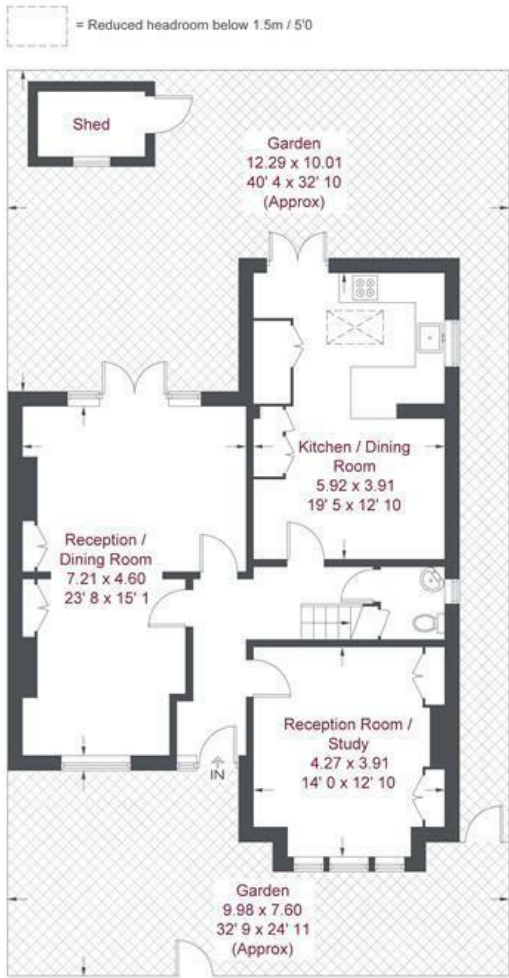 = Reduced headroom below 1.5m / 5'0
Shed
Garden
12.29 x 10.01
40' 4 x 32' 10
(Approx)
Kitchen / Dining
Room
5.92 x 3.91
19' 5 x 12' 10
Reception /
Dining Room
7.21 x 4.60
23' 8 x 15' 1
Reception Room /
Study
4.27 x 3.91
14' 0 x 12' 10
IN
Garden
9.98 x 7.60
32' 9 x 24' 11
(Approx)